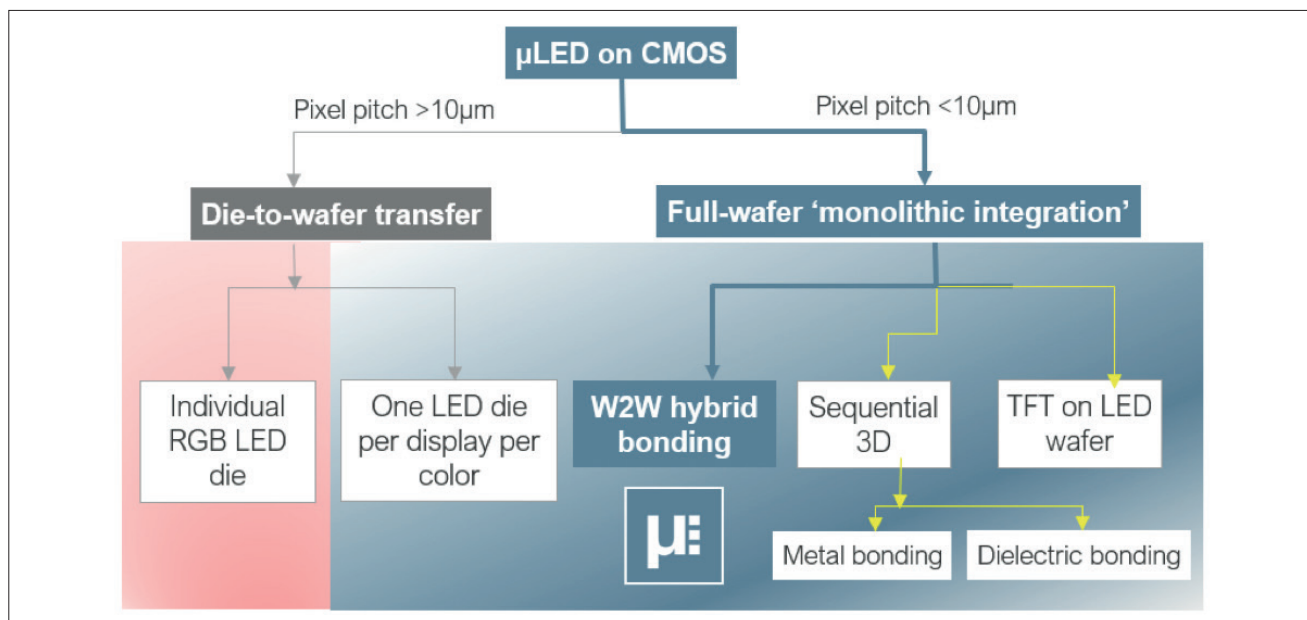 µLED on CMOS
Pixel pitch >10µm
Pixel pitch <10µm
Die-to-wafer transfer
Full-wafer ‘monolithic integration’
Individual
RGB LED
die
One LED die
per display per
color
W2W hybrid
bonding
Sequential
3D
TFT on LED
wafer
µ
Metal bonding
Dielectric bonding